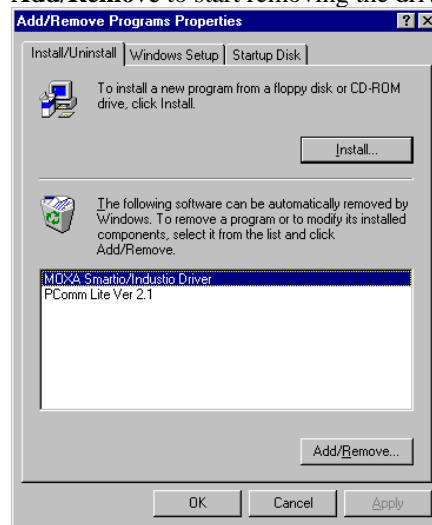 Add/Remove to start removing the dri
Add/Remove Programs Properties
Install/Uninstall Windows Setup Startup Disk
To install a new program from a floppy disk or CD-ROM
drive, click Install.
Install...
The following software can be automatically removed by
Windows. To remove a program or to modify its installed
components, select it from the list and click
Add/Remove.
MOXA Smartio/Industio Driver
PComm Lite Ver 2.1
Add/Remove...
OK Cancel Apply